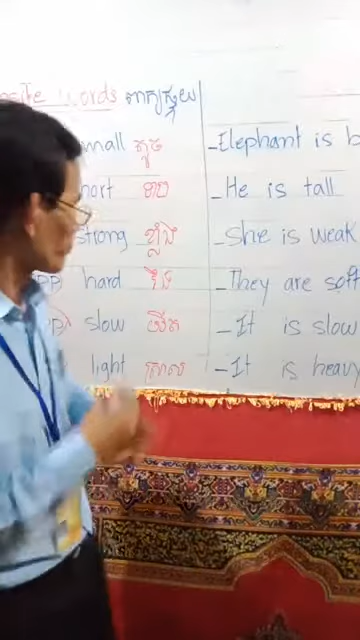 Words ពាក្យផ្ទុយ
តូច - Elephant is
ខ្លី - He is tall
strong ខ្លាំង - She is weak
hard រឹង - They are soft
slow យឺត - It is slow
light ស្រាល - It is heavy